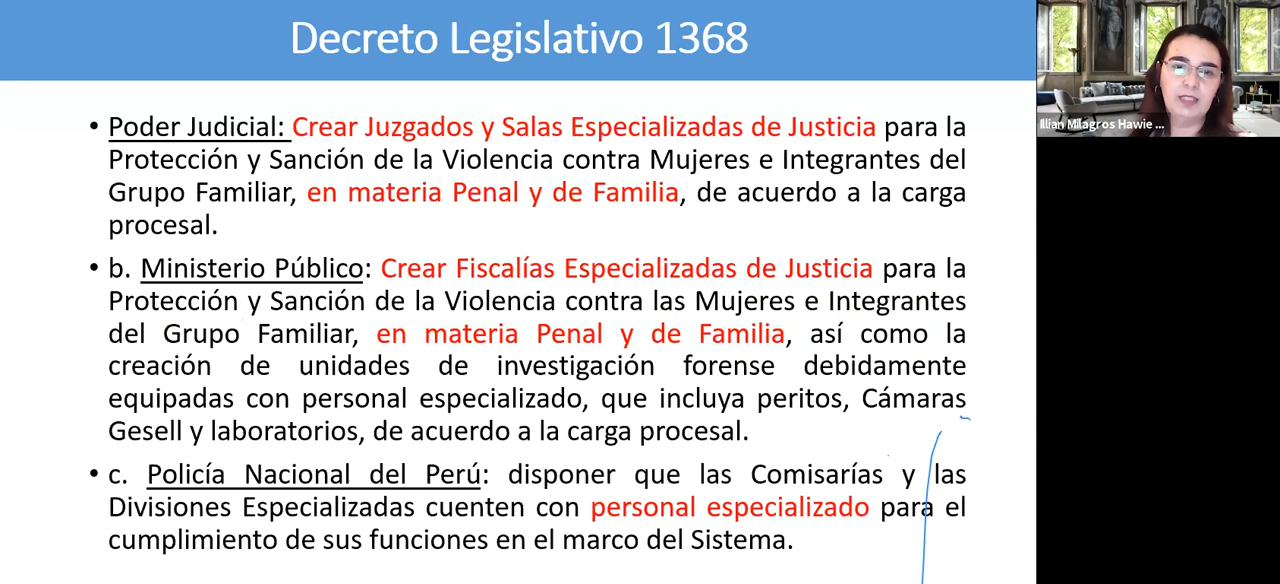 Decreto Legislativo 1368
• Poder Judicial: Crear Juzgados y Salas Especializadas de Justicia para la
Protección y Sanción de la Violencia contra Mujeres e Integrantes del
Grupo Familiar, en materia Penal y de Familia, de acuerdo a la carga
procesal.
• b. Ministerio Público: Crear Fiscalías Especializadas de Justicia para la
Protección y Sanción de la Violencia contra las Mujeres e Integrantes
del Grupo Familiar, en materia Penal y de Familia, así como la
creación de unidades de investigación forense debidamente
equipadas con personal especializado, que incluya peritos, Cámaras
Gesell y laboratorios, de acuerdo a la carga procesal.
• c. Policía Nacional del Perú: disponer que las Comisarías y las
Divisiones Especializadas cuenten con personal especializado para el
cumplimiento de sus funciones en el marco del Sistema.
Illian Milagros Hawie ...